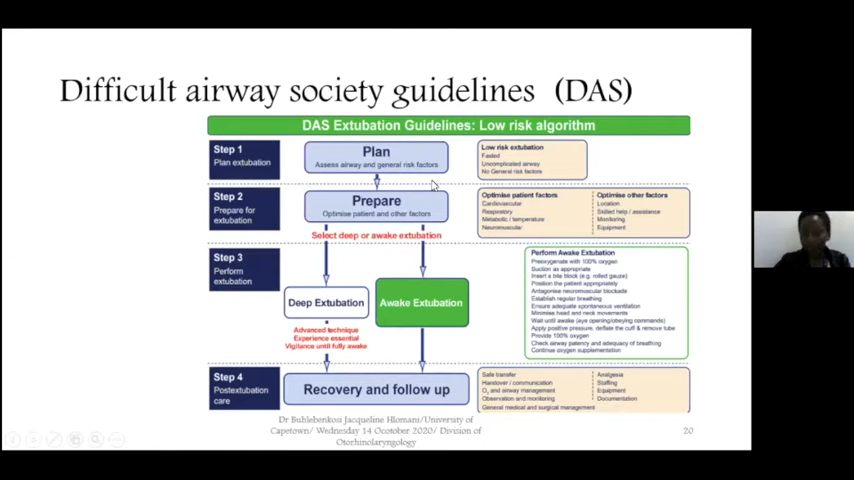 Difficult airway society guidelines (DAS)
DAS Extubation Guidelines: Low risk algorithm
Step 1
Plan extubation
Plan
Assess airway and general risk factors
Low risk extubation
Fasted
Uncomplicated airway
No General risk factors
Step 2
Prepare for
extubation
Prepare
Optimise patient and other factors
Optimise patient factors
Cardiovascular
Respiratory
Metabolic / temperature
Neuromuscular
Optimise other factors
Location
Skilled help / assistance
Monitoring
Equipment
Select deep or awake extubation
Step 3
Perform
extubation
Deep Extubation
Advanced technique
Experience essential
Vigilance until fully awake
Awake Extubation
Perform Awake Extubation
Preoxygenate with 100% oxygen
Suction as appropriate
Insert a bite block (e.g. rolled gauze)
Position the patient appropriately
Antagonise neuromuscular blockade
Establish regular breathing
Ensure adequate spontaneous ventilation
Minimise head and neck movements
Wait until awake (eye opening/obeying commands)
Apply positive pressure, deflate the cuff & remove tube
Provide 100% oxygen
Check airway patency and adequacy of breathing
Continue oxygen supplementation
Step 4
Postextubation
care
Recovery and follow up
Safe transfer
Handover / communication
O2 and airway management
Observation and monitoring
General medical and surgical management
Analgesia
Staffing
Equipment
Documentation
Dr Buhlebenkosi Jacqueline Hlomani/University of
Capetown/ Wednesday 14 Ocotober 2020/ Division of
Otorhinolaryngology
20